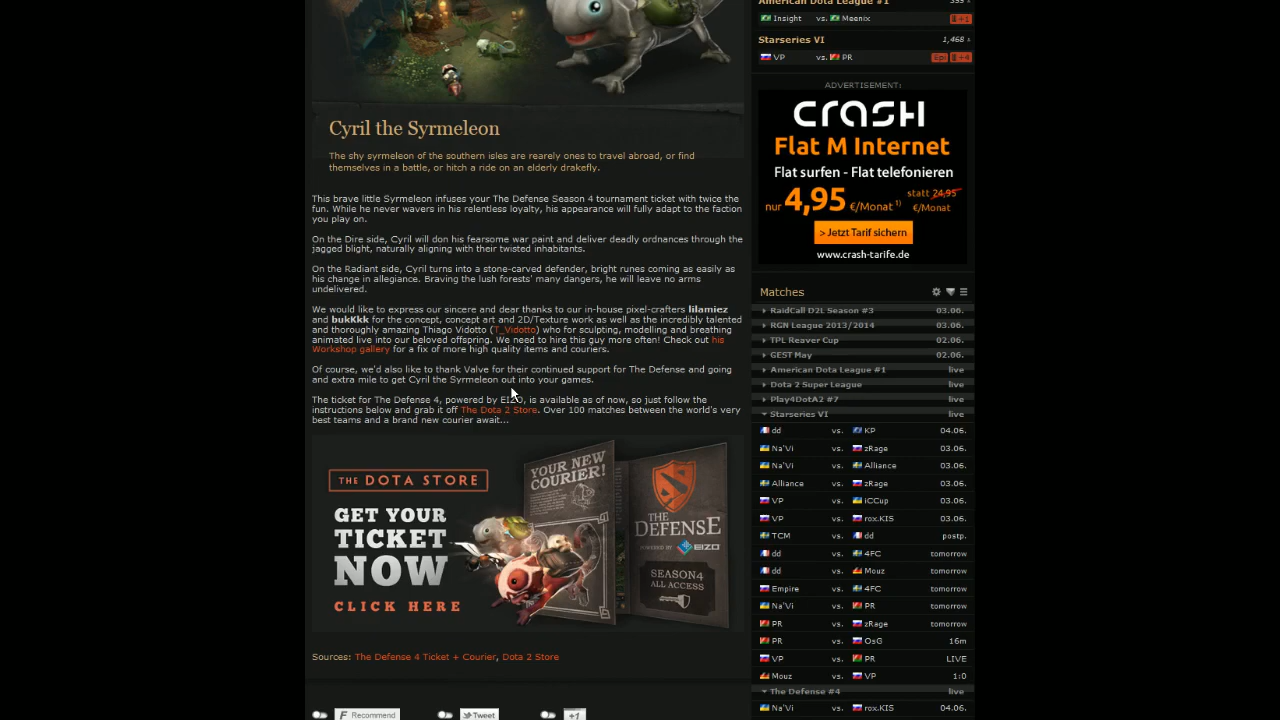 American Dota League #1
Insight vs. Meenix +1
Starseries VI 1,468
VP vs. PR Epi +4
ADVERTISEMENT:
crash
Flat M Internet
Flat surfen - Flat telefonieren
nur 4,95 €/Monat 1) statt 24,95 €/Monat
> Jetzt Tarif sichern
www.crash-tarife.de
Cyril the Syrmeleon
The shy syrmeleon of the southern isles are rearely ones to travel abroad, or find
themselves in a battle, or hitch a ride on an elderly drakefly.
This brave little Syrmeleon infuses your The Defense Season 4 tournament ticket with twice the
fun. While he never wavers in his relentless loyalty, his appearance will fully adapt to the faction
you play on.
On the Dire side, Cyril will don his fearsome war paint and deliver deadly ordnances through the
jagged blight, naturally aligning with their twisted inhabitants.
On the Radiant side, Cyril turns into a stone-carved defender, bright runes coming as easily as
his change in allegiance. Braving the lush forests' many dangers, he will leave no arms
undelivered.
We would like to express our sincere and dear thanks to our in-house pixel-crafters lilamiez
and bukKkk for the concept, concept art and 2D/Texture work as well as the incredibly talented
and thoroughly amazing Thiago Vidotto (T_Vidotto) who for sculpting, modelling and breathing
animated live into our beloved offspring. We need to hire this guy more often! Check out his
Workshop gallery for a fix of more high quality items and couriers.
Of course, we'd also like to thank Valve for their continued support for The Defense and going
and extra mile to get Cyril the Syrmeleon out into your games.
The ticket for The Defense 4, powered by EIZO, is available as of now, so just follow the
instructions below and grab it off The Dota 2 Store. Over 100 matches between the world's very
best teams and a brand new courier await...
THE DOTA STORE
GET YOUR
TICKET
NOW
CLICK HERE
YOUR NEW
COURIER!
THE
DEFENSE
POWERED BY EIZO
SEASON4
ALL ACCESS
Sources: The Defense 4 Ticket + Courier, Dota 2 Store
Recommend Tweet +1
Matches
RaidCall D2L Season #3 03.06.
RGN League 2013/2014 03.06.
TPL Reaver Cup 02.06.
GEST May 02.06.
American Dota League #1 live
Dota 2 Super League live
Play4DotA2 #7 live
Starseries VI live
dd vs. KP 04.06.
Na'Vi vs. zRage 03.06.
Na'Vi vs. Alliance 03.06.
Alliance vs. zRage 03.06.
VP vs. iCCup 03.06.
VP vs. rox.KIS 03.06.
TCM vs. dd postp.
dd vs. 4FC tomorrow
dd vs. Mouz tomorrow
Empire vs. 4FC tomorrow
Na'Vi vs. PR tomorrow
PR vs. zRage tomorrow
PR vs. OsG 16m
VP vs. PR LIVE
Mouz vs. VP 1:0
The Defense #4 live
Na'Vi vs. rox.KIS 04.06.